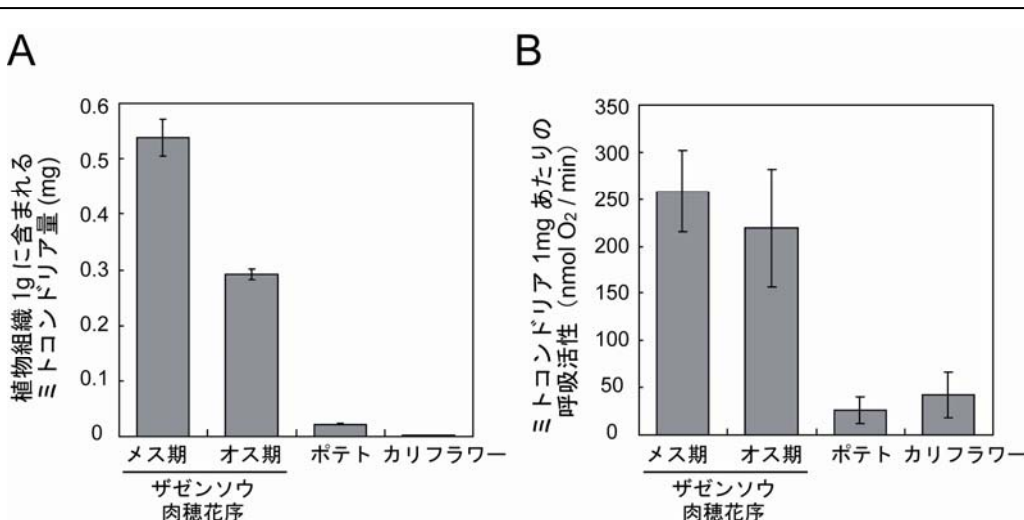 A
植物組織 1g に含まれる
ミトコンドリア量 (mg)
0.6
0.5
0.4
0.3
0.2
0.1
0
メス期 オス期 ポテト カリフラワー
ザゼンソウ
肉穂花序
B
ミトコンドリア 1mg あたりの
呼吸活性 (nmol O₂ / min)
350
300
250
200
150
100
50
0
メス期 オス期 ポテト カリフラワー
ザゼンソウ
肉穂花序